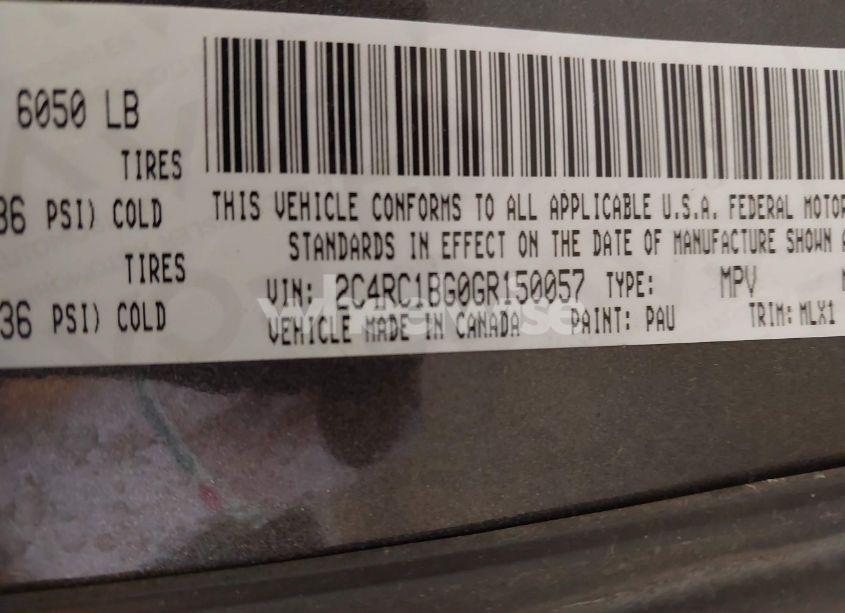 6050 LB
TIRES
36 PSI) COLD
TIRES
36 PSI) COLD
THIS VEHICLE CONFORMS TO ALL APPLICABLE U.S.A. FEDERAL MOTOR
STANDARDS IN EFFECT ON THE DATE OF MANUFACTURE SHOWN
VIN: 2C4RC1BG0GR150057 TYPE: MPV
VEHICLE MADE IN CANADA PAINT: PAU TRIM: MLX1